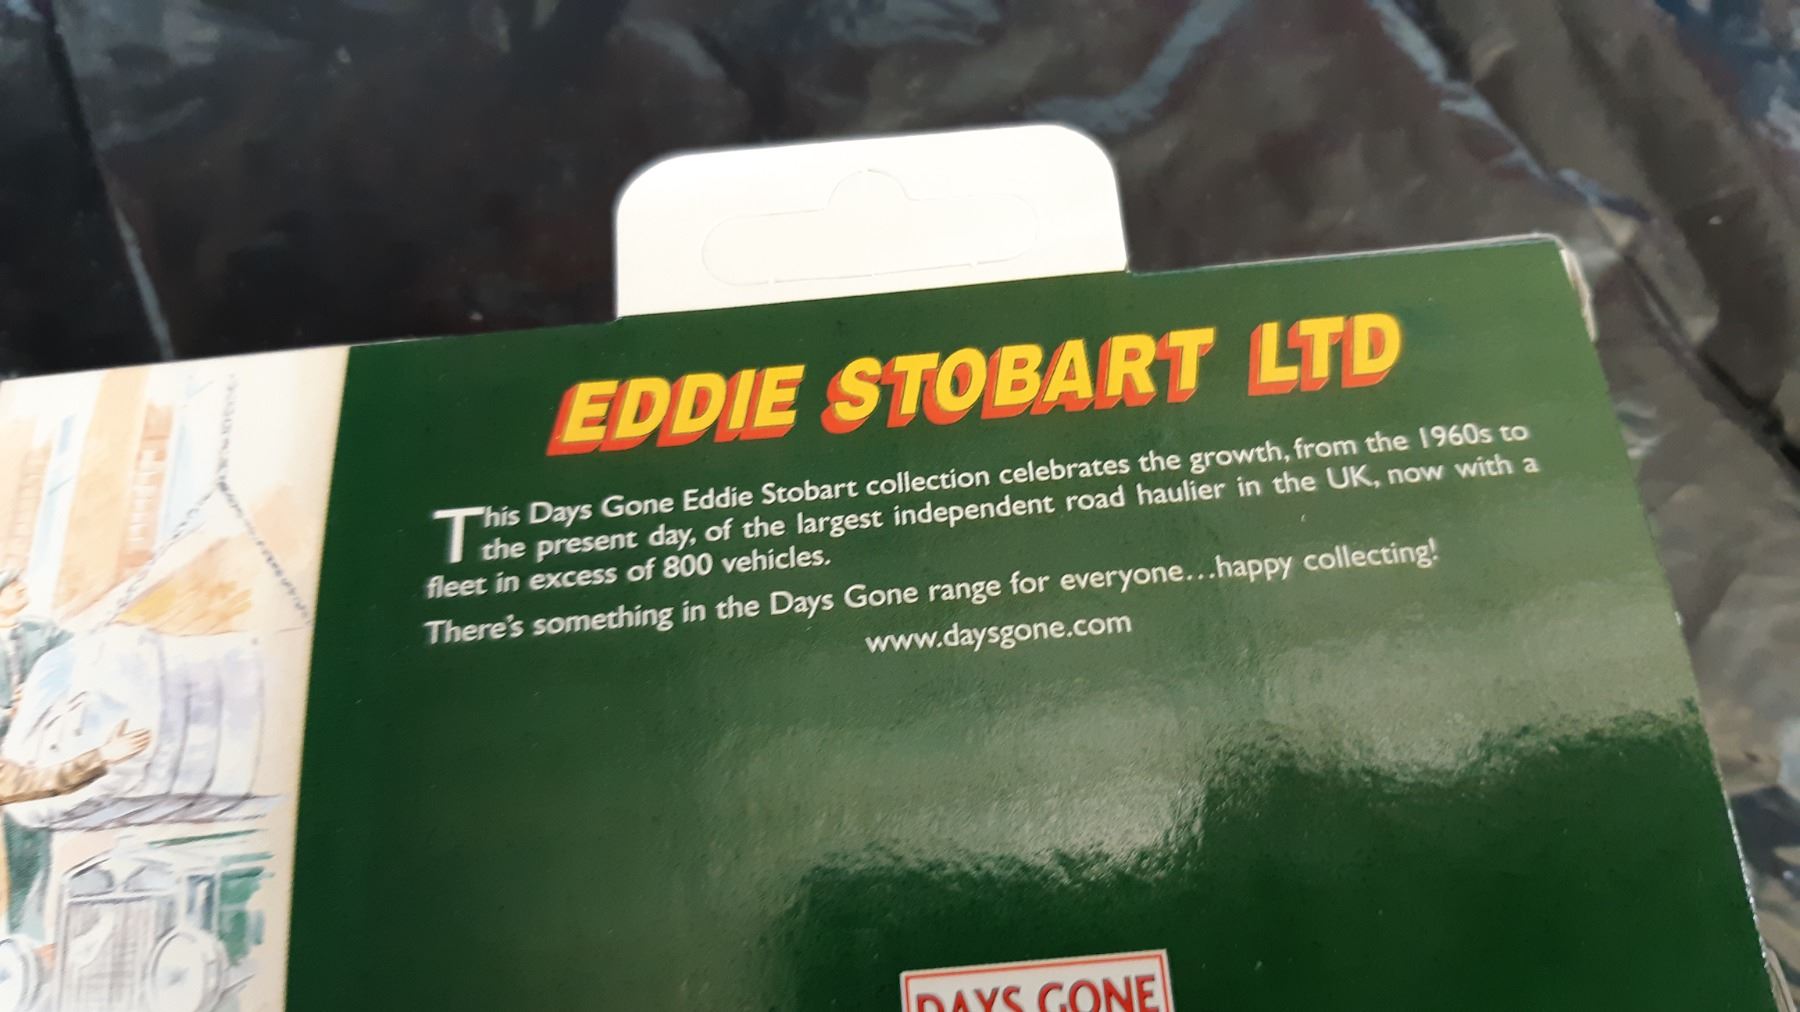 EDDIE STOBART LTD
This Days Gone Eddie Stobart collection celebrates the growth, from the 1960s to
the present day, of the largest independent road haulier in the UK, now with a
fleet in excess of 800 vehicles.
There's something in the Days Gone range for everyone...happy collecting!
www.daysgone.com
DAYS GONE